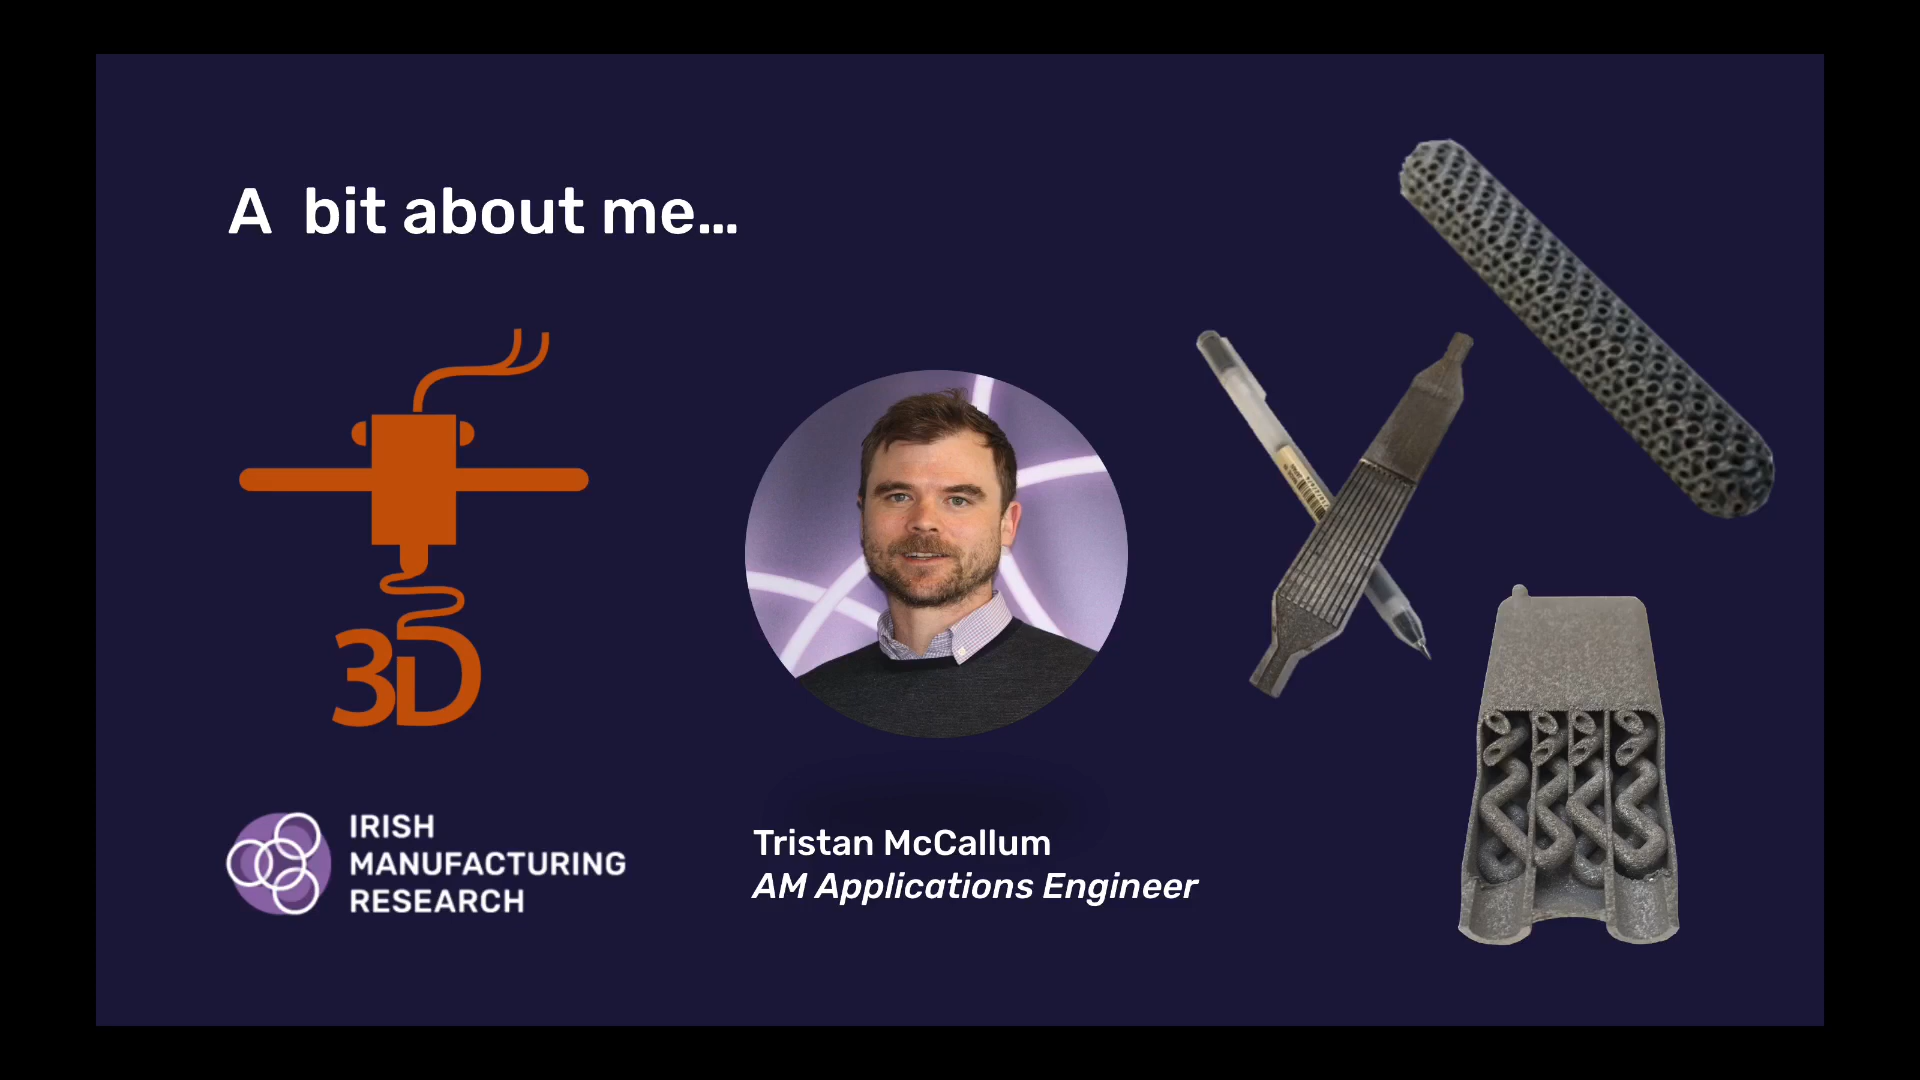 A  bit about me...
3D
IRISH
MANUFACTURING
RESEARCH
Tristan McCallum
AM Applications Engineer